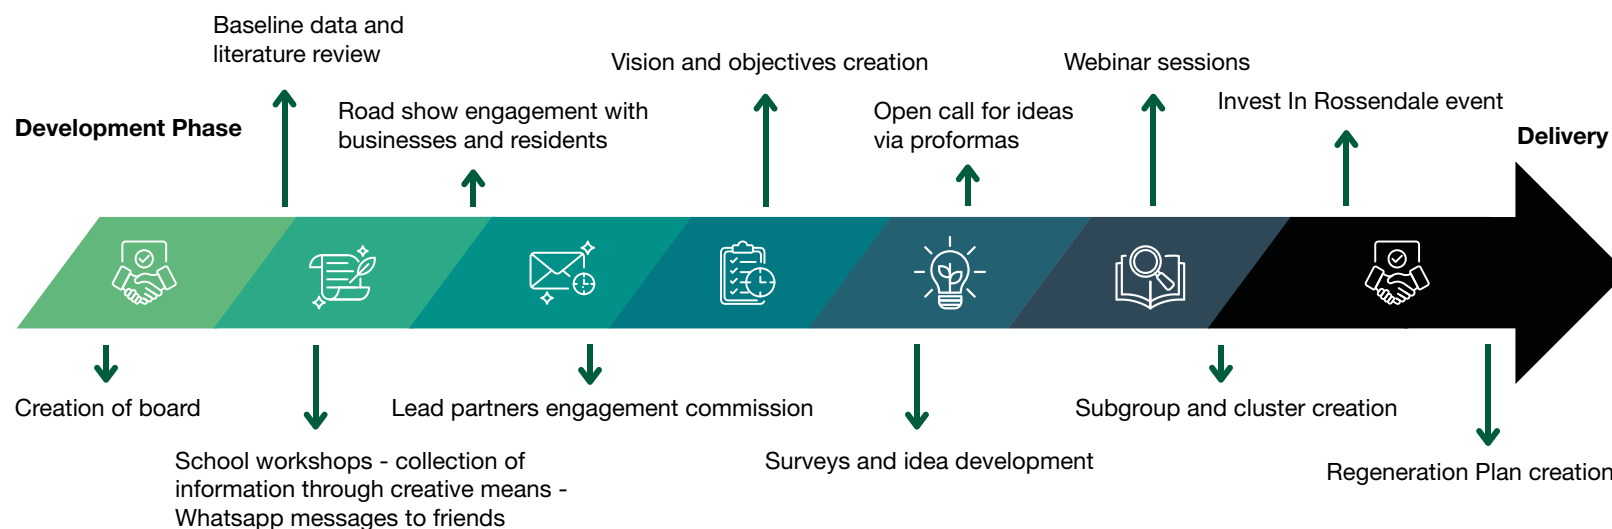 Baseline data and
literature review
Vision and objectives creation
Webinar sessions
Development Phase
Road show engagement with
businesses and residents
Open call for ideas
via proformas
Invest In Rossendale event
Delivery
Creation of board
Lead partners engagement commission
Subgroup and cluster creation
School workshops - collection of
information through creative means -
Whatsapp messages to friends
Surveys and idea development
Regeneration Plan creation